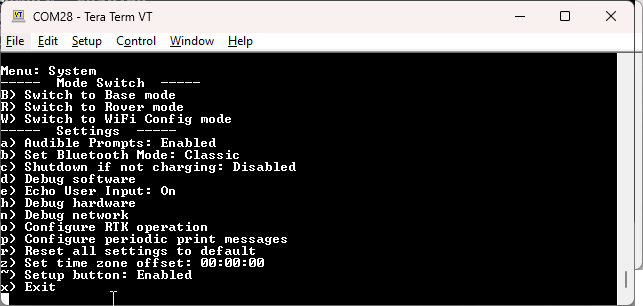 COM28 - Tera Term VT
File Edit Setup Control Window Help
Menu: System
-----  Mode Switch  -----
B) Switch to Base mode
R) Switch to Rover mode
W) Switch to WiFi Config mode
-----  Settings  -----
a) Audible Prompts: Enabled
b) Set Bluetooth Mode: Classic
c) Shutdown if not charging: Disabled
d) Debug software
e) Echo User Input: On
h) Debug hardware
n) Debug network
o) Configure RTK operation
p) Configure periodic print messages
r) Reset all settings to default
z) Set time zone offset: 00:00:00
~) Setup button: Enabled
x) Exit